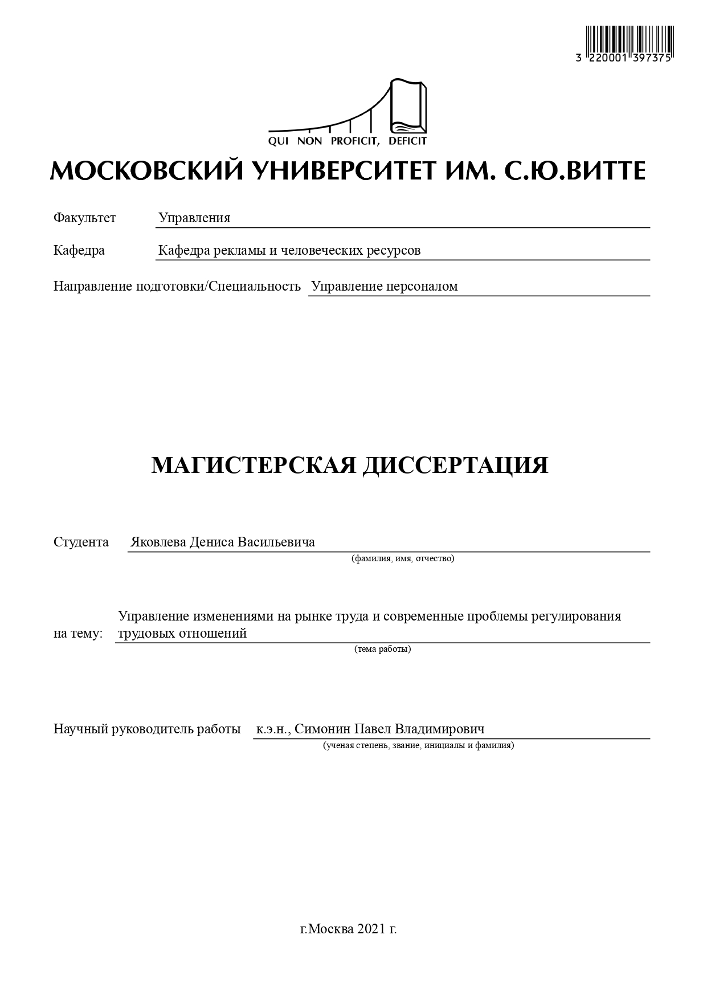 3 220001 397375
QUI NON PROFICIT, DEFICIT
МОСКОВСКИЙ УНИВЕРСИТЕТ ИМ. С.Ю.ВИТТЕ
Факультет Управления
Кафедра Кафедра рекламы и человеческих ресурсов
Направление подготовки/Специальность Управление персоналом
МАГИСТЕРСКАЯ ДИССЕРТАЦИЯ
Студента Яковлева Дениса Васильевича
(фамилия, имя, отчество)
Управление изменениями на рынке труда и современные проблемы регулирования
на тему: трудовых отношений
(тема работы)
Научный руководитель работы к.э.н., Симонин Павел Владимирович
(ученая степень, звание, инициалы и фамилия)
г.Москва 2021 г.